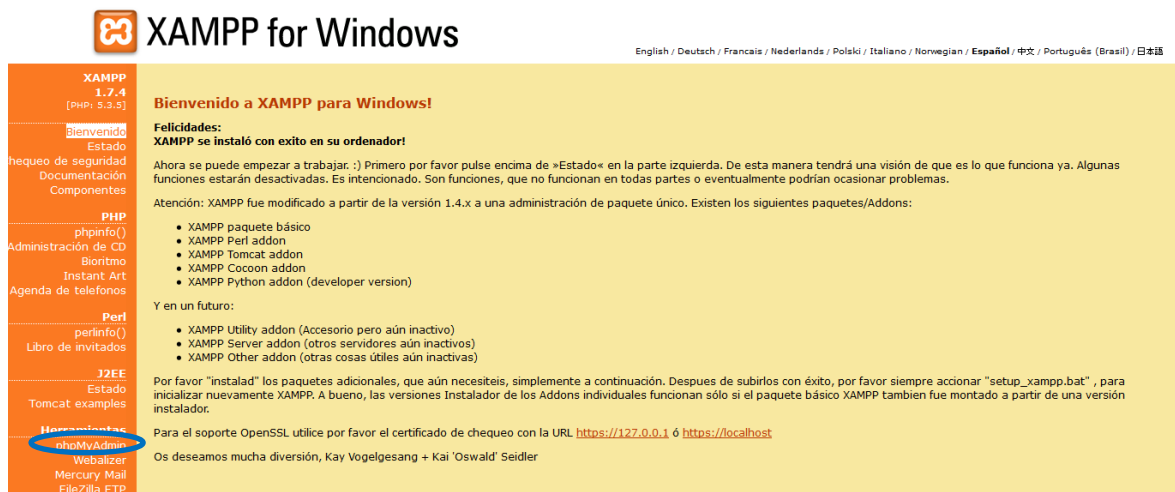 XAMPP for Windows
English / Deutsch / Francais / Nederlands / Polski / Italiano / Norwegian / Español / 中文 / Português (Brasil) / 日本語
XAMPP
1.7.4
[PHP: 5.3.5]
Bienvenido
Estado
hequeo de seguridad
Documentación
Componentes
PHP
phpinfo()
Administración de CD
Bioritmo
Instant Art
Agenda de telefonos
Perl
perlinfo()
Libro de invitados
J2EE
Estado
Tomcat examples
Herramientas
phpMyAdmin
Webalizer
Mercury Mail
FileZilla FTP
Bienvenido a XAMPP para Windows!
Felicidades:
XAMPP se instaló con exito en su ordenador!
Ahora se puede empezar a trabajar. :) Primero por favor pulse encima de »Estado« en la parte izquierda. De esta manera tendrá una visión de que es lo que funciona ya. Algunas
funciones estarán desactivadas. Es intencionado. Son funciones, que no funcionan en todas partes o eventualmente podrían ocasionar problemas.
Atención: XAMPP fue modificado a partir de la versión 1.4.x a una administración de paquete único. Existen los siguientes paquetes/Addons:
• XAMPP paquete básico
• XAMPP Perl addon
• XAMPP Tomcat addon
• XAMPP Cocoon addon
• XAMPP Python addon (developer version)
Y en un futuro:
• XAMPP Utility addon (Accesorio pero aún inactivo)
• XAMPP Server addon (otros servidores aún inactivos)
• XAMPP Other addon (otras cosas útiles aún inactivas)
Por favor "instalad" los paquetes adicionales, que aún necesiteis, simplemente a continuación. Despues de subirlos con éxito, por favor siempre accionar "setup_xampp.bat" , para
inicializar nuevamente XAMPP. A bueno, las versiones Instalador de los Addons individuales funcionan sólo si el paquete básico XAMPP tambien fue montado a partir de una versión
instalador.
Para el soporte OpenSSL utilice por favor el certificado de chequeo con la URL https://127.0.0.1 ó https://localhost
Os deseamos mucha diversión, Kay Vogelgesang + Kai 'Oswald' Seidler